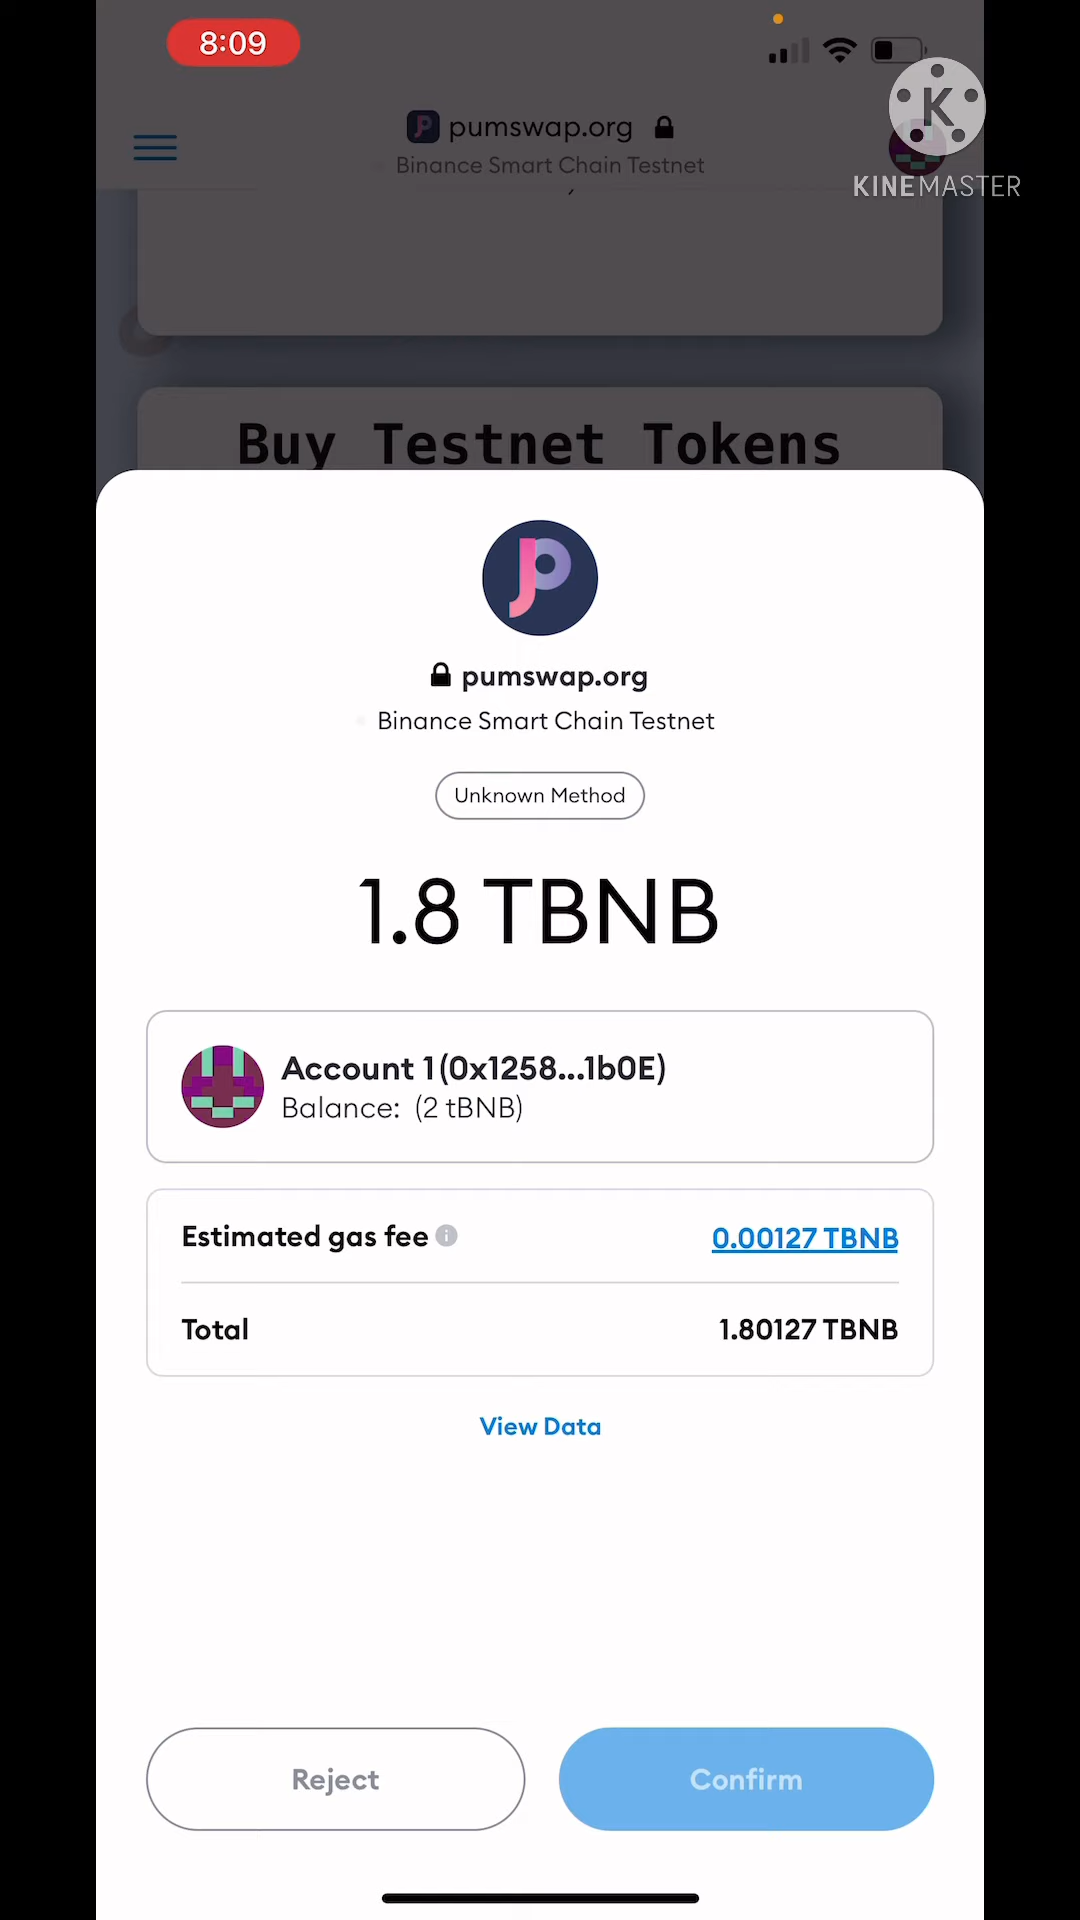 8:09
pumswap.org
Binance Smart Chain Testnet
K
KINEMASTER
Buy Testnet Tokens
pumswap.org
Binance Smart Chain Testnet
Unknown Method
1.8 TBNB
Account 1 (0x1258...1b0E)
Balance: (2 tBNB)
Estimated gas fee 0.00127 TBNB
Total 1.80127 TBNB
View Data
Reject Confirm